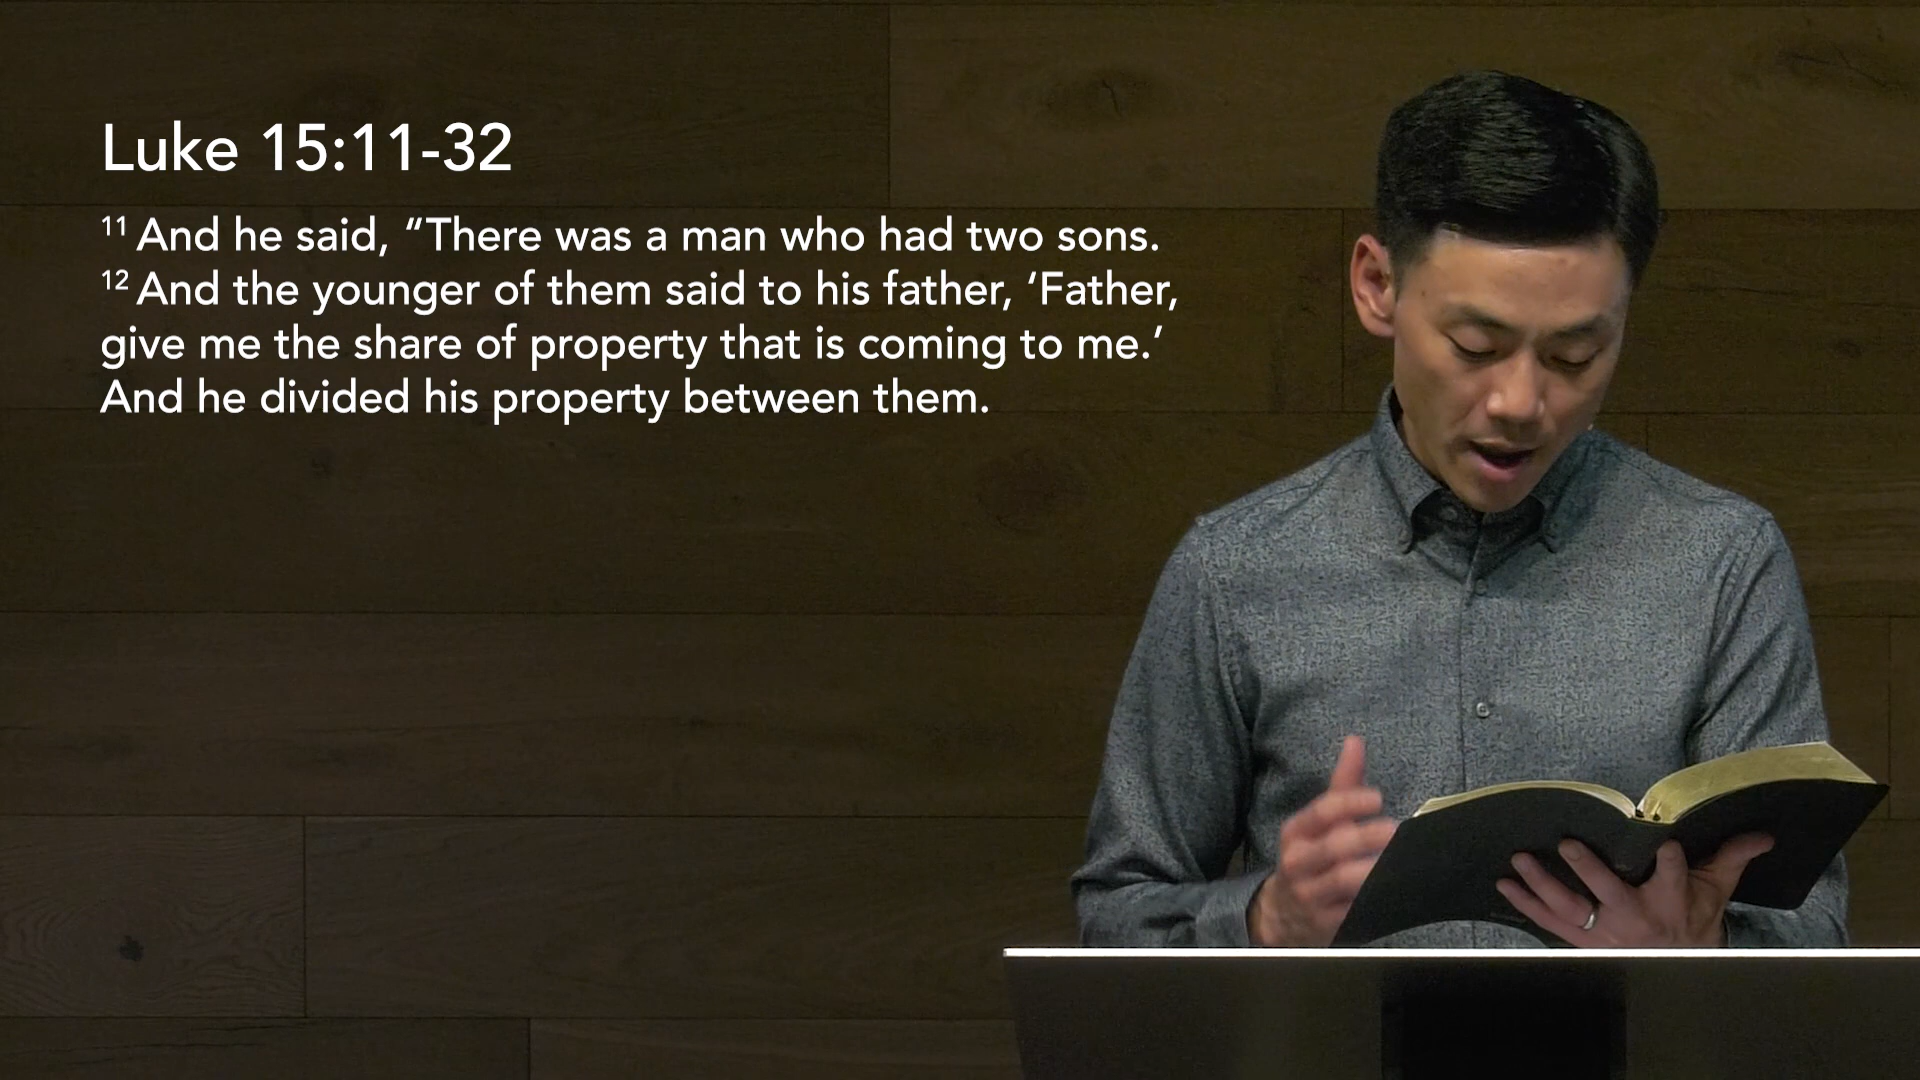 Luke 15:11-32
¹¹ And he said, “There was a man who had two sons.
¹² And the younger of them said to his father, ‘Father,
give me the share of property that is coming to me.’
And he divided his property between them.